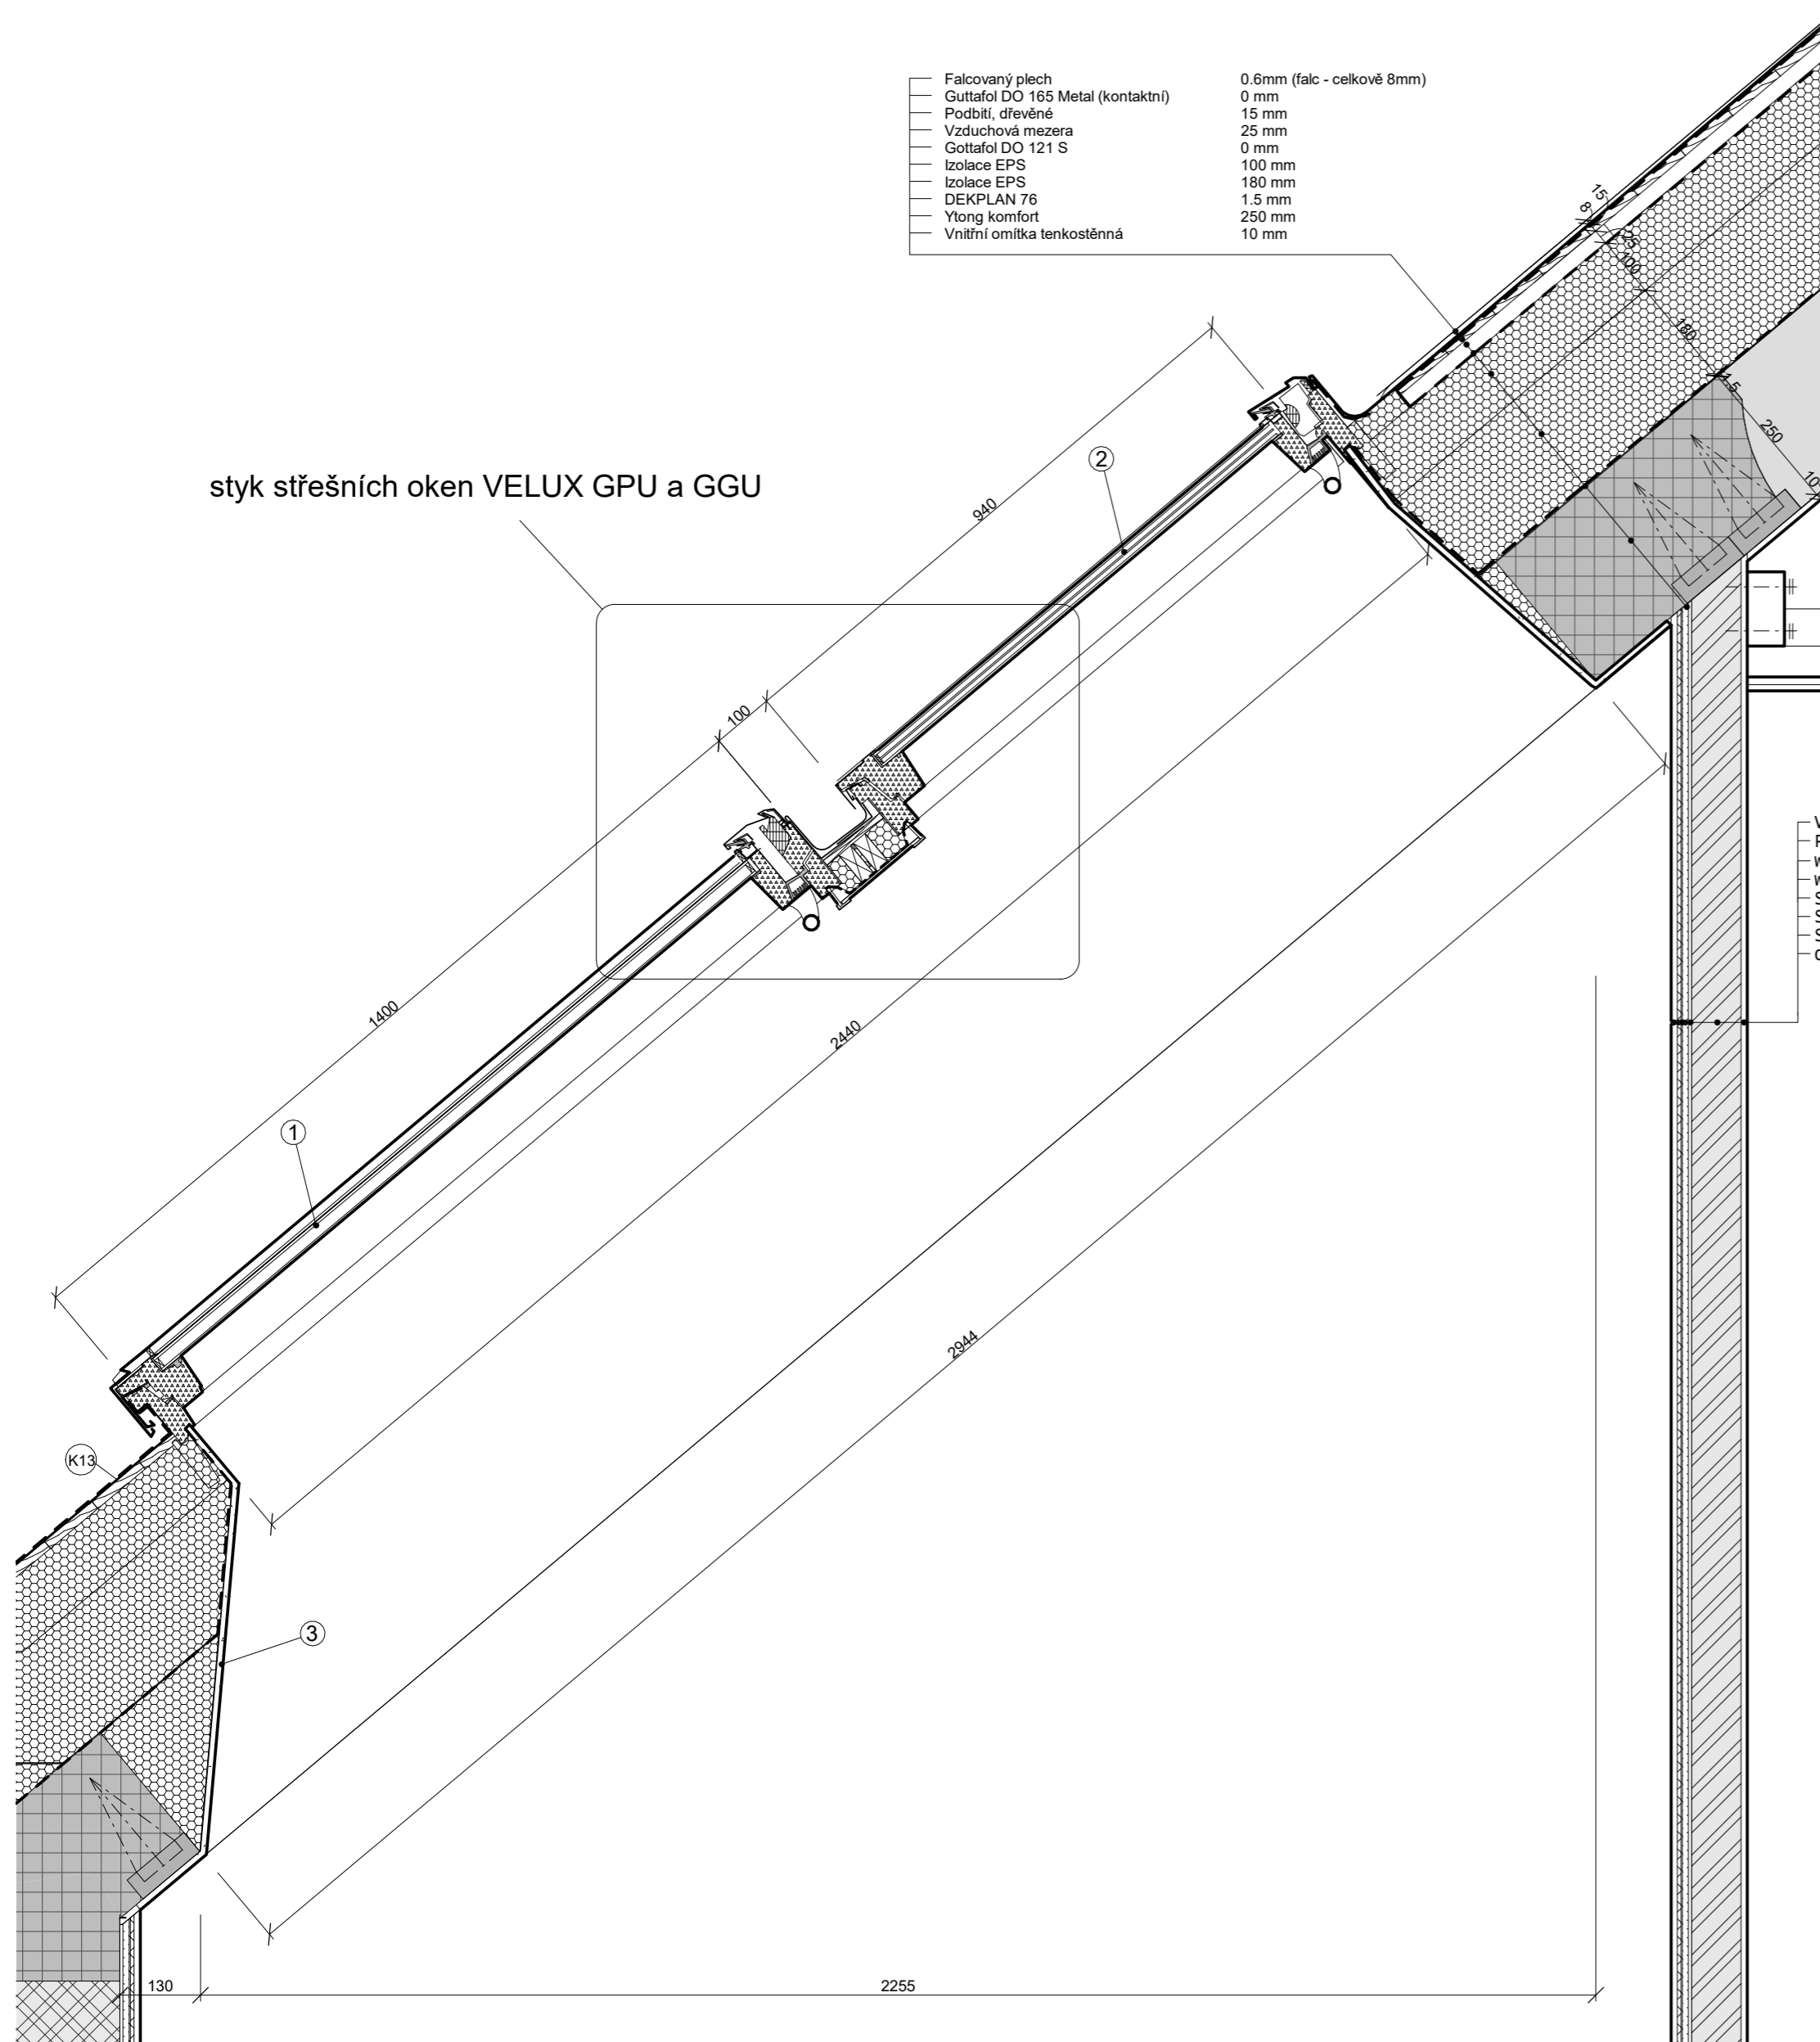 Falcovaný plech 0.6mm (falc - celkově 8mm)
Guttafol DO 165 Metal (kontaktní) 0 mm
Podbití, dřevěné 15 mm
Vzduchová mezera 25 mm
Gottafol DO 121 S 0 mm
Izolace EPS 100 mm
Izolace EPS 180 mm
DEKPLAN 76 1.5 mm
Ytong komfort 250 mm
Vnitřní omítka tenkostěnná 10 mm
15
8
25
100
180
1.5
250
10
2
styk střešních oken VELUX GPU a GGU
940
100
1400
2440
1
2944
K13
3
130
2255